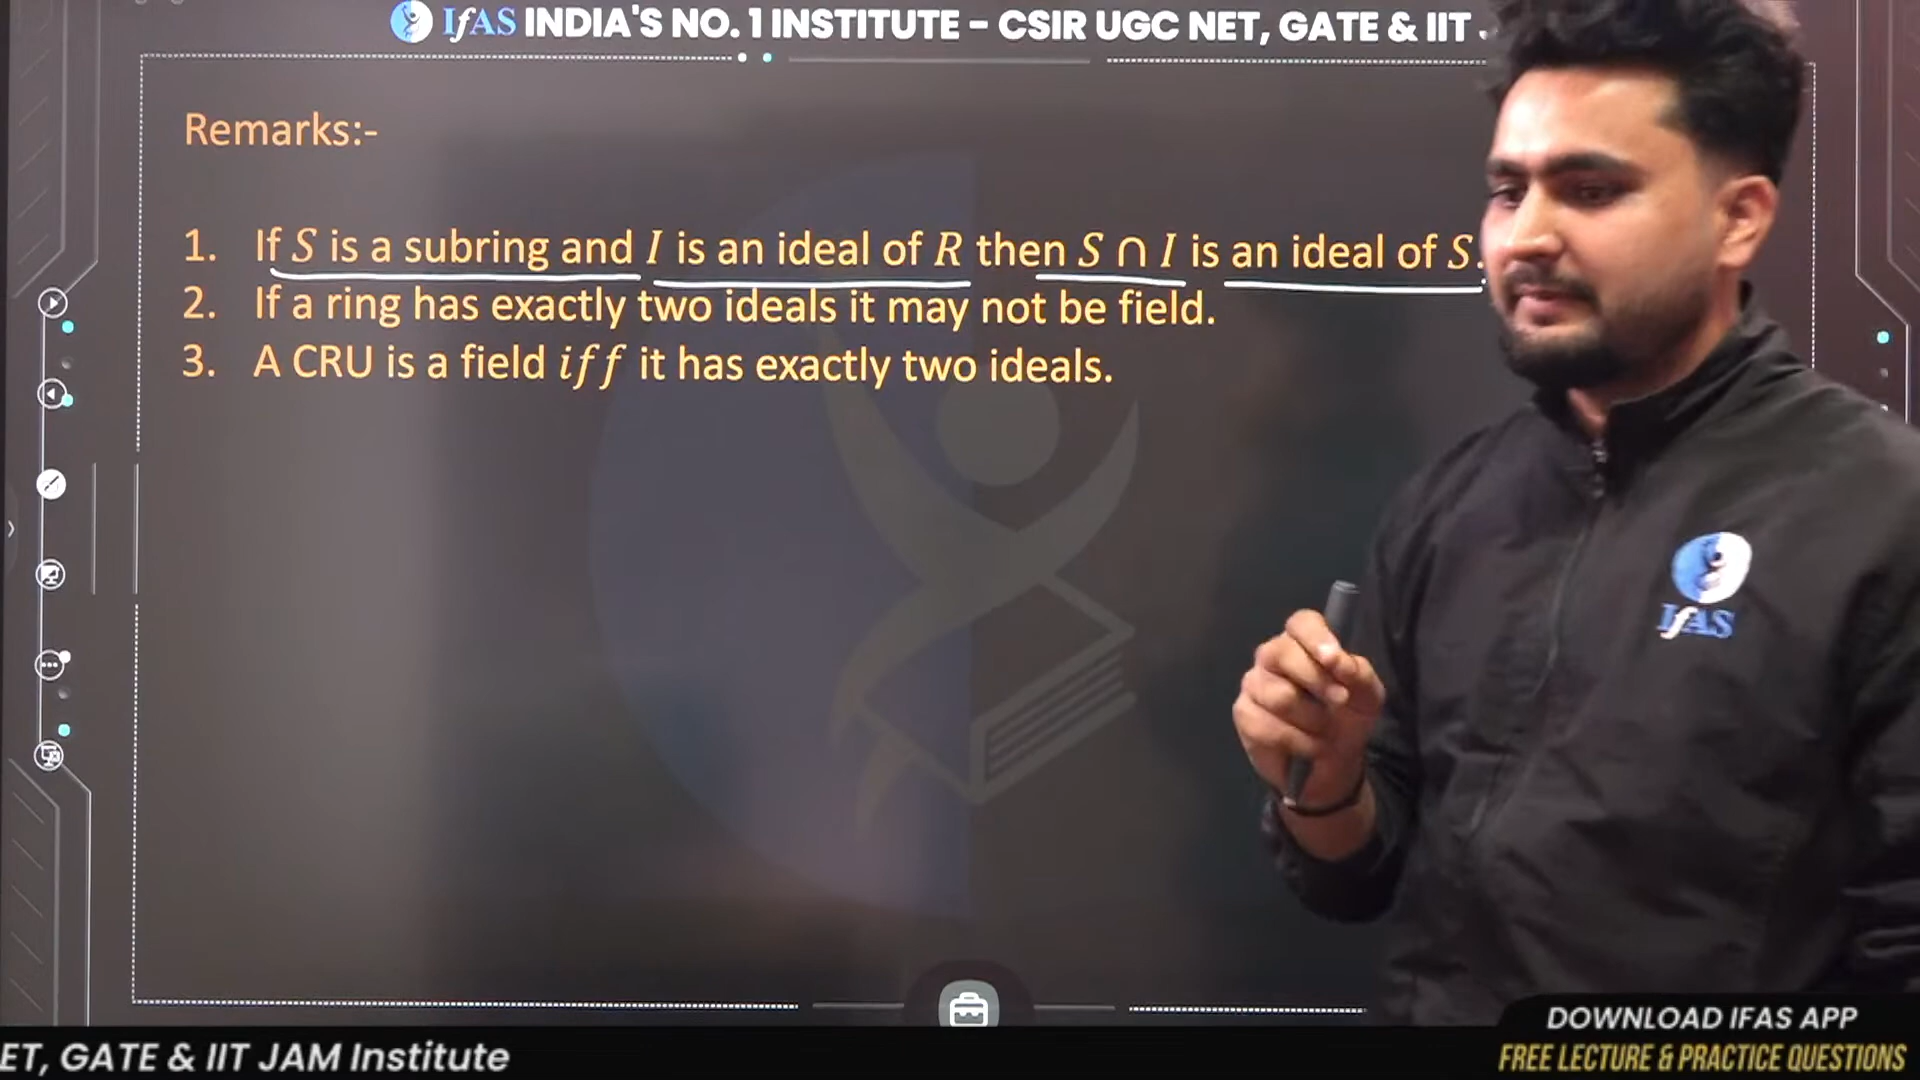 IfAS INDIA'S NO. 1 INSTITUTE - CSIR UGC NET, GATE & IIT
Remarks:-
1. If S is a subring and I is an ideal of R then S ∩ I is an ideal of S.
2. If a ring has exactly two ideals it may not be field.
3. A CRU is a field iff it has exactly two ideals.
IfAS
DOWNLOAD IFAS APP
ET, GATE & IIT JAM Institute
FREE LECTURE & PRACTICE QUESTIONS